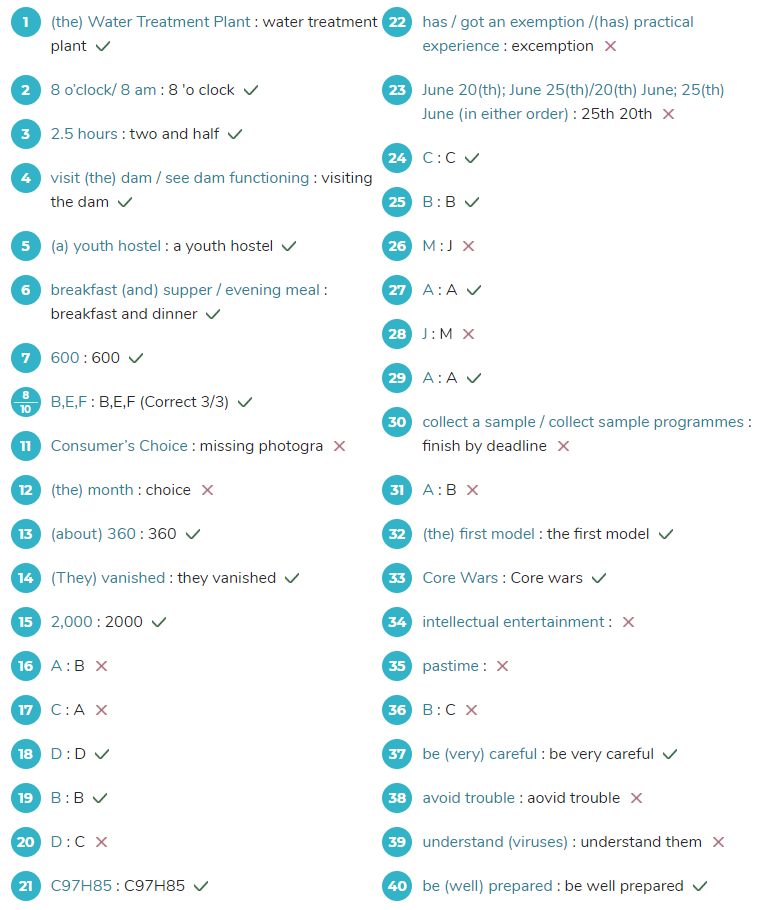 1 (the) Water Treatment Plant : water treatment
plant ✓
2 8 o'clock/ 8 am : 8 'o clock ✓
3 2.5 hours : two and half ✓
4 visit (the) dam / see dam functioning : visiting
the dam ✓
5 (a) youth hostel : a youth hostel ✓
6 breakfast (and) supper / evening meal :
breakfast and dinner ✓
7 600 : 600 ✓
8/10 B,E,F : B,E,F (Correct 3/3) ✓
11 Consumer's Choice : missing photogra ✕
12 (the) month : choice ✕
13 (about) 360 : 360 ✓
14 (They) vanished : they vanished ✓
15 2,000 : 2000 ✓
16 A : B ✕
17 C : A ✕
18 D : D ✓
19 B : B ✓
20 D : C ✕
21 C97H85 : C97H85 ✓
22 has / got an exemption /(has) practical
experience : excemption ✕
23 June 20(th); June 25(th)/20(th) June; 25(th)
June (in either order) : 25th 20th ✕
24 C : C ✓
25 B : B ✓
26 M : J ✕
27 A : A ✓
28 J : M ✕
29 A : A ✓
30 collect a sample / collect sample programmes :
finish by deadline ✕
31 A : B ✕
32 (the) first model : the first model ✓
33 Core Wars : Core wars ✓
34 intellectual entertainment : ✕
35 pastime : ✕
36 B : C ✕
37 be (very) careful : be very careful ✓
38 avoid trouble : aovid trouble ✕
39 understand (viruses) : understand them ✕
40 be (well) prepared : be well prepared ✓